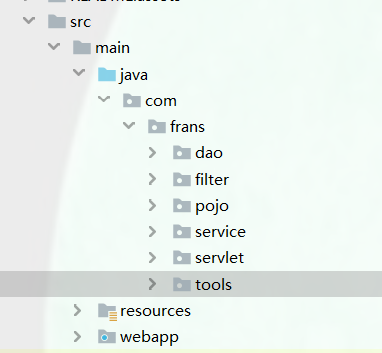 src
main
java
com
frans
dao
filter
pojo
service
servlet
tools
resources
webapp